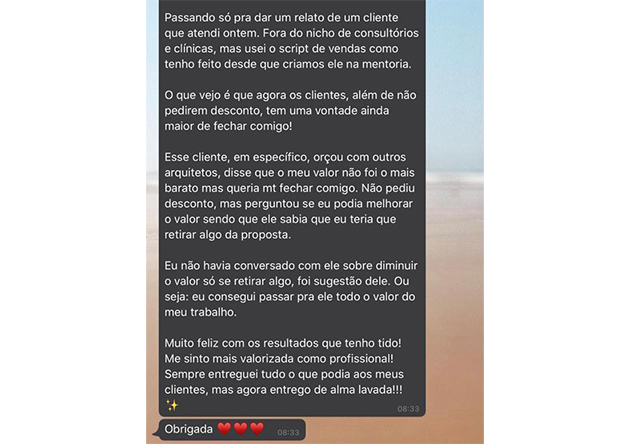 Passando só pra dar um relato de um cliente
que atendi ontem. Fora do nicho de consultórios
e clínicas, mas usei o script de vendas como
tenho feito desde que criamos ele na mentoria.
O que vejo é que agora os clientes, além de não
pedirem desconto, tem uma vontade ainda
maior de fechar comigo!
Esse cliente, em específico, orçou com outros
arquitetos, disse que o meu valor não foi o mais
barato mas queria mt fechar comigo. Não pediu
desconto, mas perguntou se eu podia melhorar
o valor sendo que ele sabia que eu teria que
retirar algo da proposta.
Eu não havia conversado com ele sobre diminuir
o valor só se retirar algo, foi sugestão dele. Ou
seja: eu consegui passar pra ele todo o valor do
meu trabalho.
Muito feliz com os resultados que tenho tido!
Me sinto mais valorizada como profissional!
Sempre entreguei tudo o que podia aos meus
clientes, mas agora entrego de alma lavada!!!
✨
08:33
Obrigada ❤️❤️❤️ 08:33